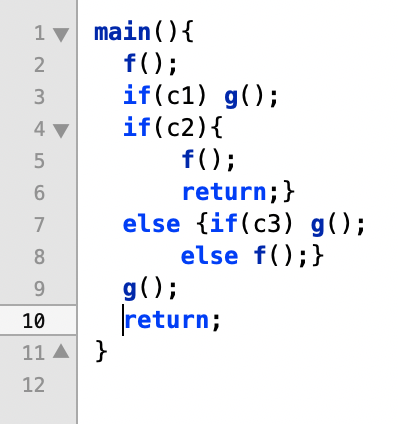 1 main(){
2 f();
3 if(c1) g();
4 if(c2){
5 f();
6 return;}
7 else {if(c3) g();
8 else f();}
9 g();
10 return;
11 }
12